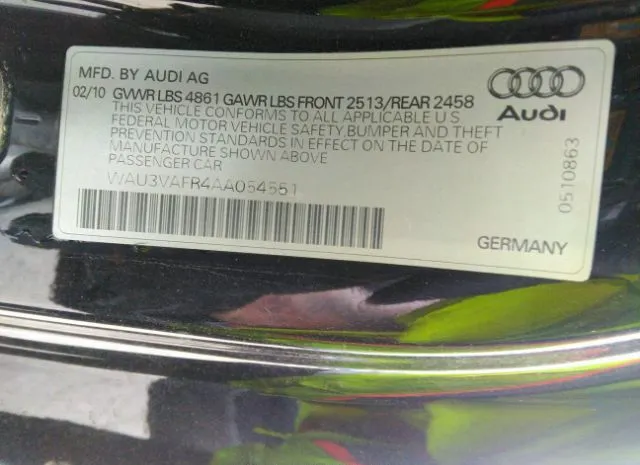 MFD. BY AUDI AG
02/10 GVWR LBS 4861 GAWR LBS FRONT 2513/REAR 2458
THIS VEHICLE CONFORMS TO ALL APPLICABLE U S
FEDERAL MOTOR VEHICLE SAFETY,BUMPER AND THEFT
PREVENTION STANDARDS IN EFFECT ON THE DATE OF
MANUFACTURE SHOWN ABOVE
PASSENGER CAR
WAU3VAFR4AA054551
Audi
0510863
GERMANY